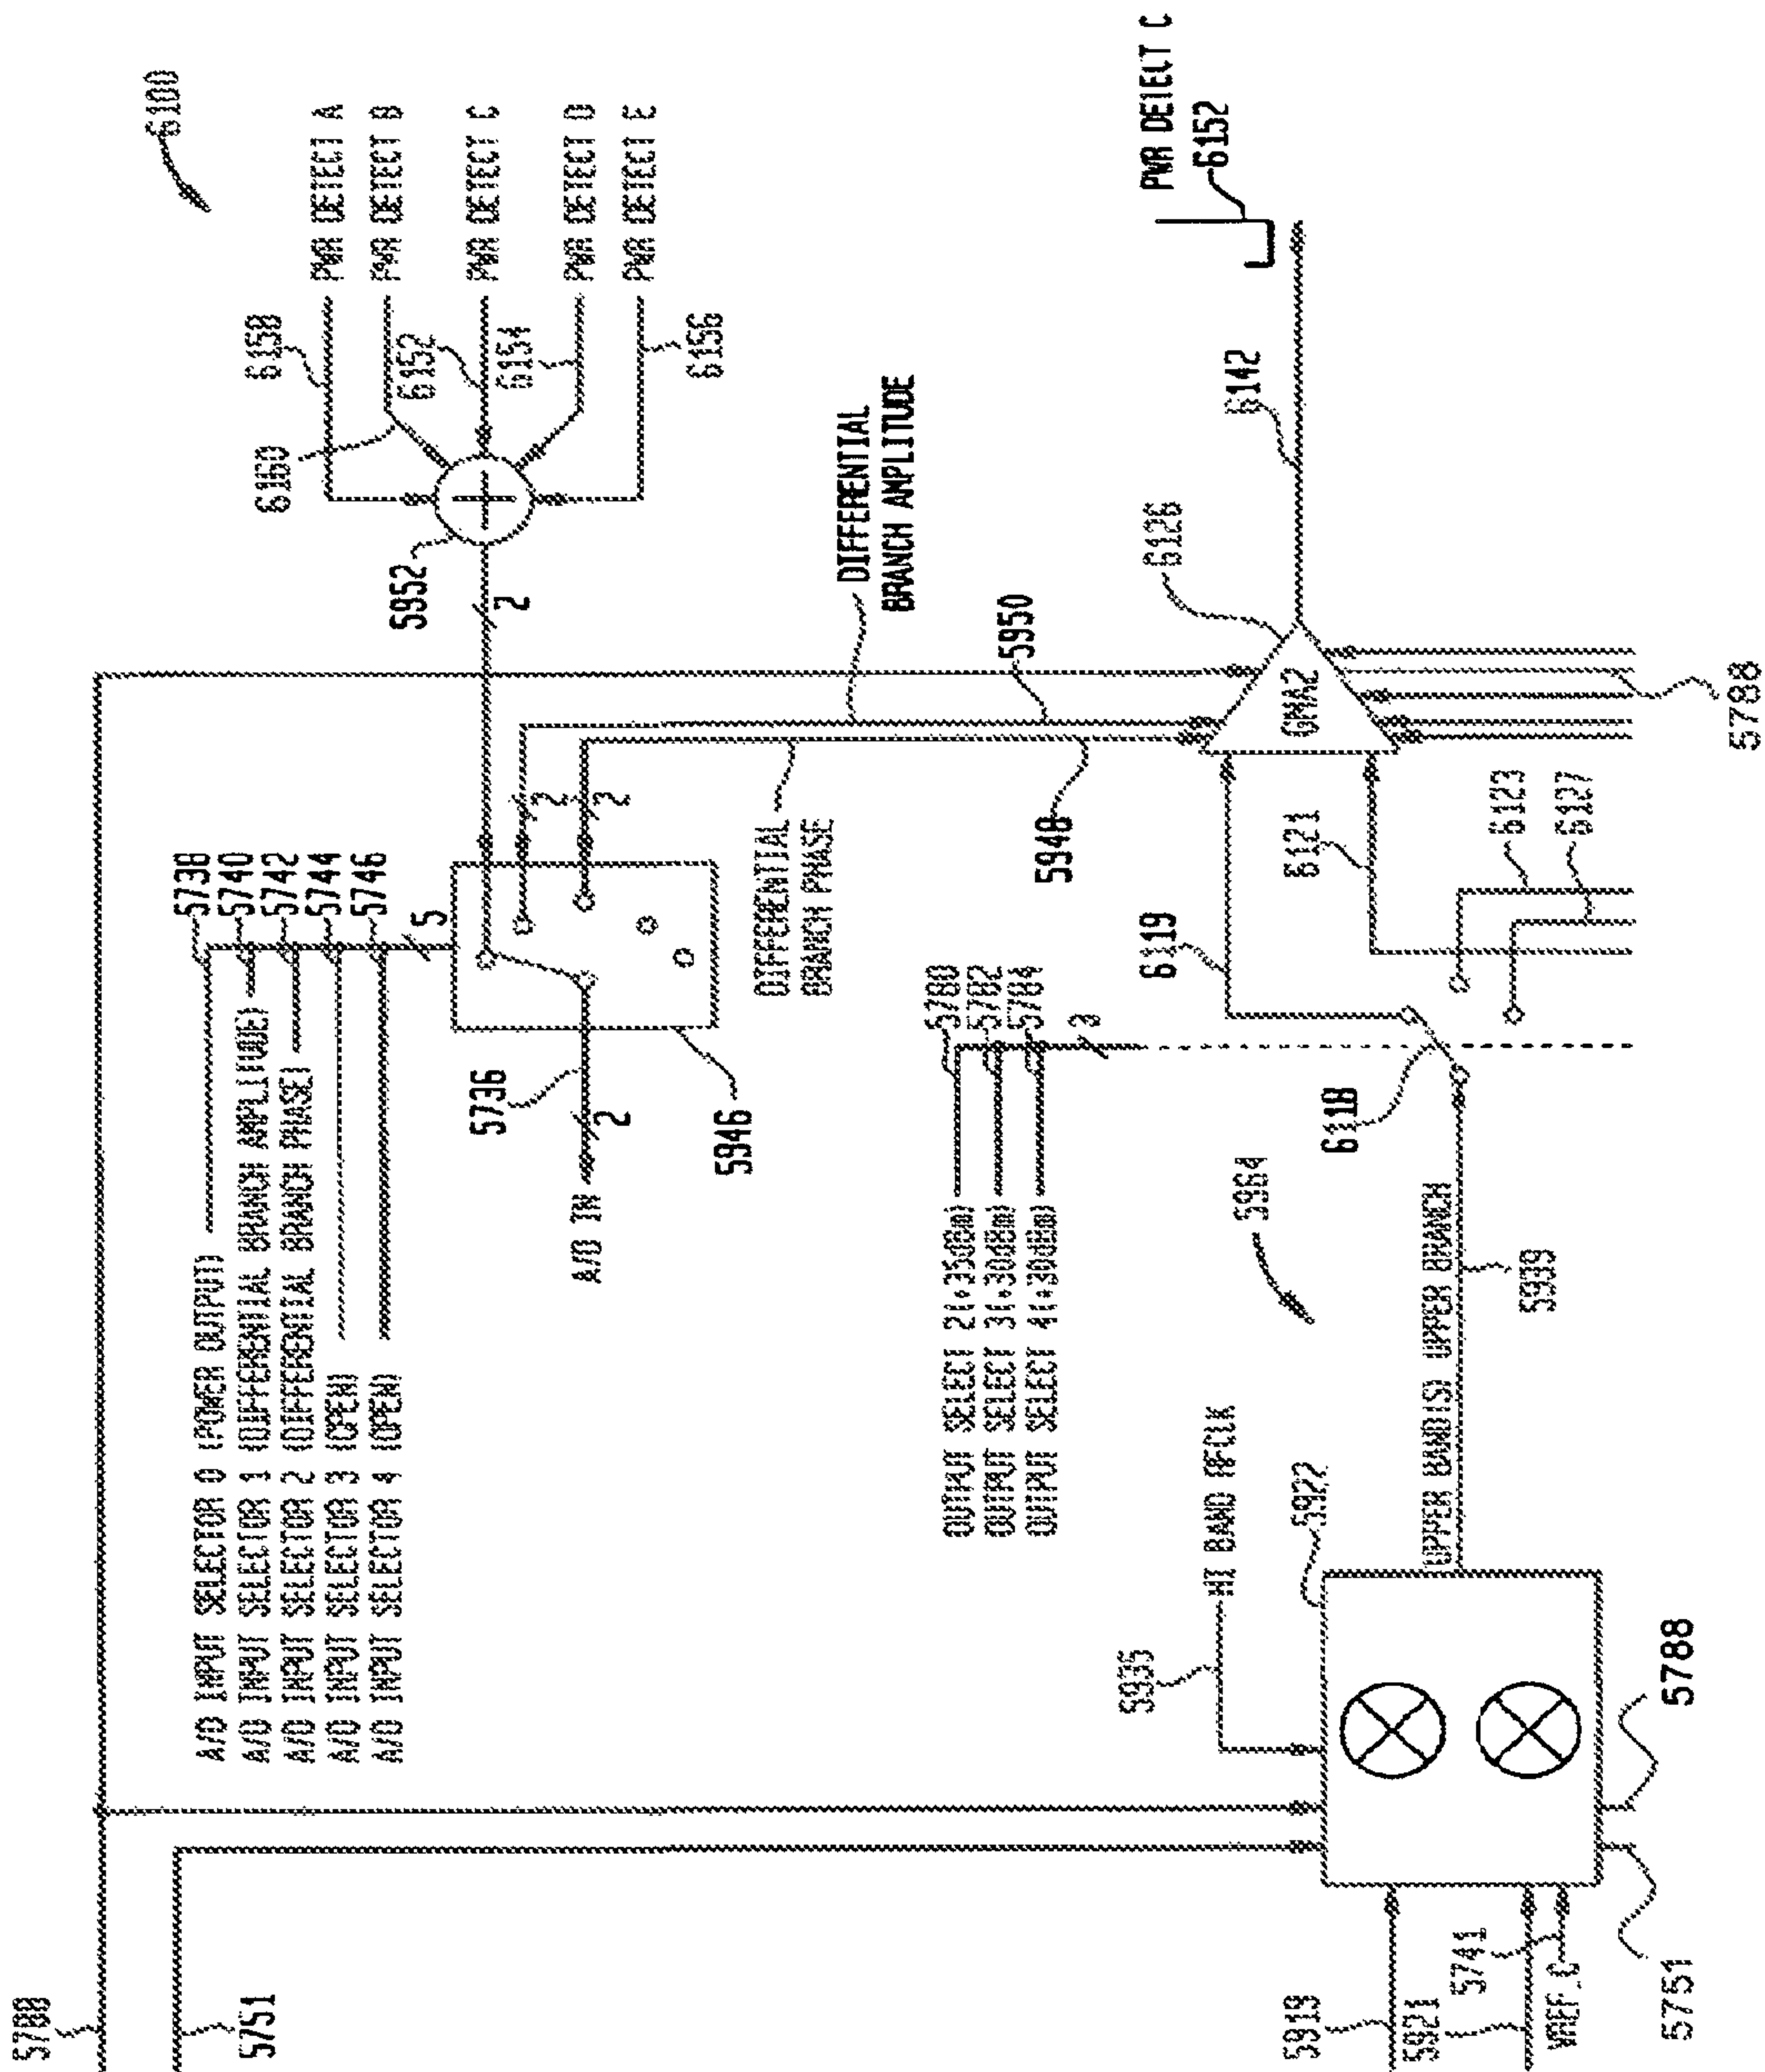 6100
PWR DETECT A
PWR DETECT B
PWR DETECT C
PWR DETECT D
PWR DETECT E
6158
6152
6154
6156
6160
5952
2
PWR DETECT C
6152
6142
6126
GMA2
DIFFERENTIAL
BRANCH AMPLITUDE
5950
5948
DIFFERENTIAL
BRANCH PHASE
2
2
5738
5740
5742
5744
5746
5
A/D INPUT SELECTOR 0 (POWER OUTPUT)
A/D INPUT SELECTOR 1 (DIFFERENTIAL BRANCH AMPLITUDE)
A/D INPUT SELECTOR 2 (DIFFERENTIAL BRANCH PHASE)
A/D INPUT SELECTOR 3 (OPEN)
A/D INPUT SELECTOR 4 (OPEN)
5736
2
A/D IN
5946
5780
5782
5784
3
OUTPUT SELECT 2(+35dBm)
OUTPUT SELECT 3(+30dBm)
OUTPUT SELECT 4(+30dBm)
6119
6121
6123
6127
5788
6118
5964
UPPER BAND(S) UPPER BRANCH
5939
HI BAND RFCLK
5935
5922
5788
5751
5788
5751
5919
5921
5741
VREF_C